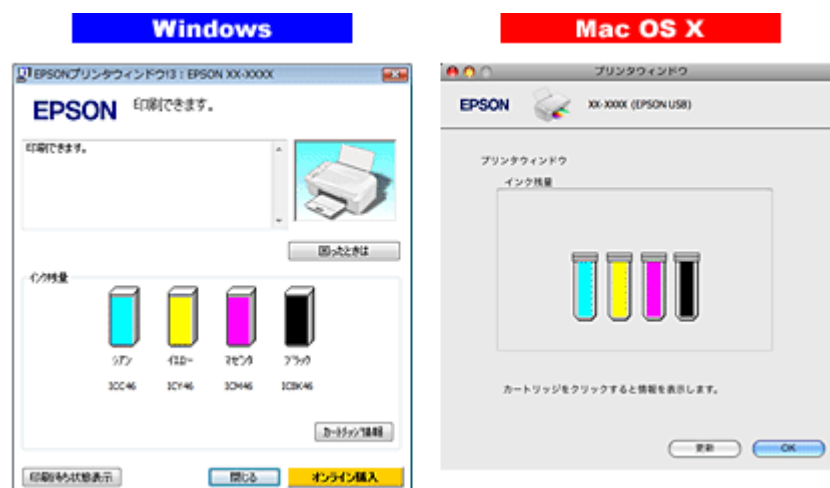 Windows
EPSONプリンタウィンドウ!3 : EPSON XX-XXXX
EPSON
印刷できます。
印刷できます。
困ったときは
インク残量
シアン
イエロー
マゼンタ
ブラック
ICC46
ICY46
ICM46
ICBK46
カートリッジ情報
印刷待ち状態表示
閉じる
オンライン購入
Mac OS X
プリンタウィンドウ
EPSON
XX-XXXX (EPSON USB)
プリンタウィンドウ
インク残量
カートリッジをクリックすると情報を表示します。
更新
OK